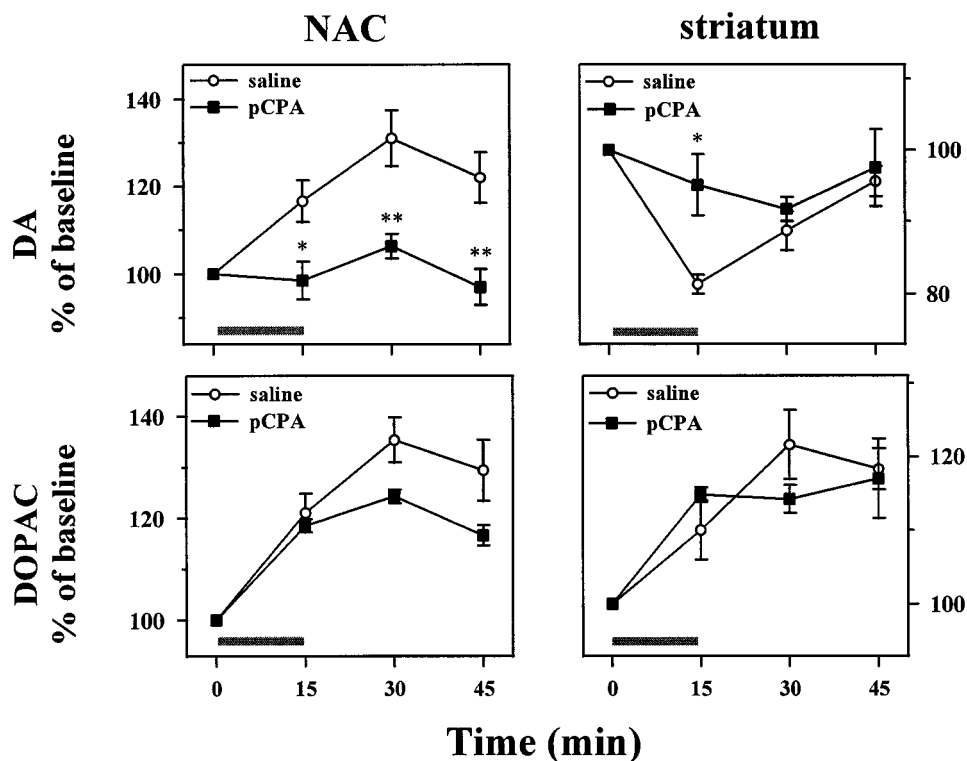 NAC
striatum
DA
% of baseline
140
120
100
saline
pCPA
*
**
**
saline
pCPA
*
100
80
DOPAC
% of baseline
140
120
100
saline
pCPA
0 15 30 45
saline
pCPA
120
100
0 15 30 45
Time (min)